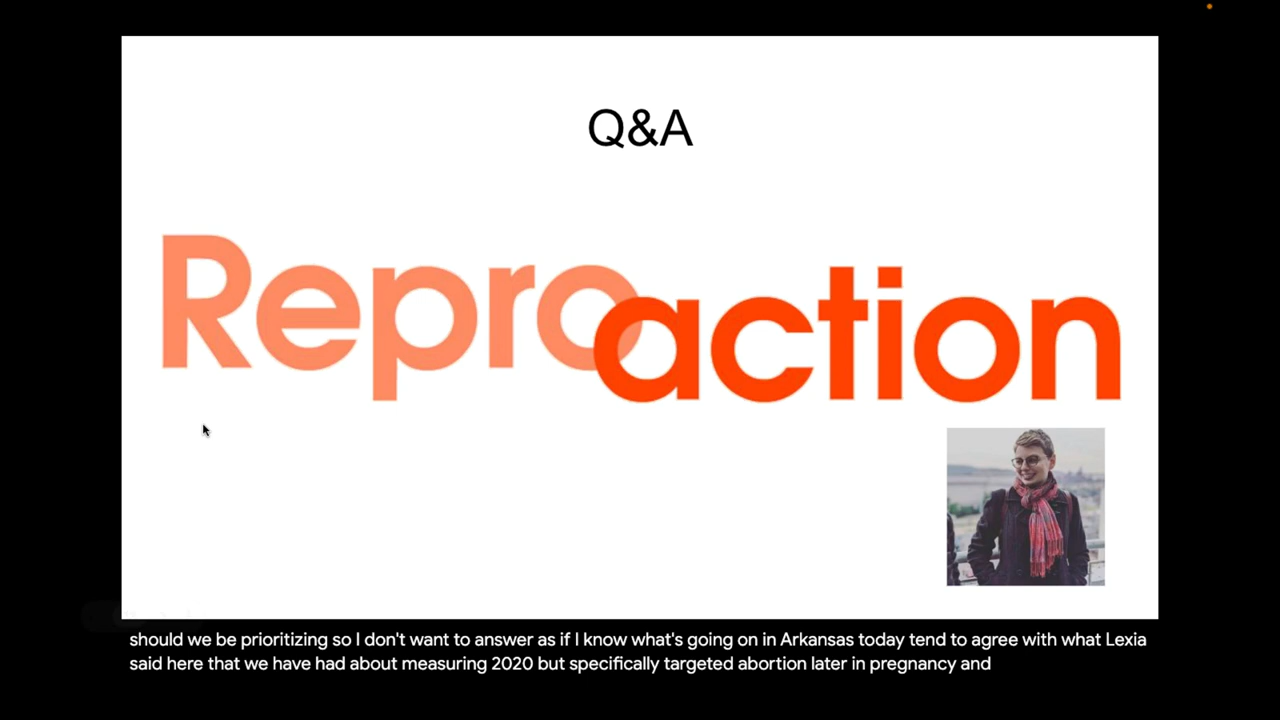 Q&A
Reproaction
should we be prioritizing so I don't want to answer as if I know what's going on in Arkansas today tend to agree with what Lexia
said here that we have had about measuring 2020 but specifically targeted abortion later in pregnancy and